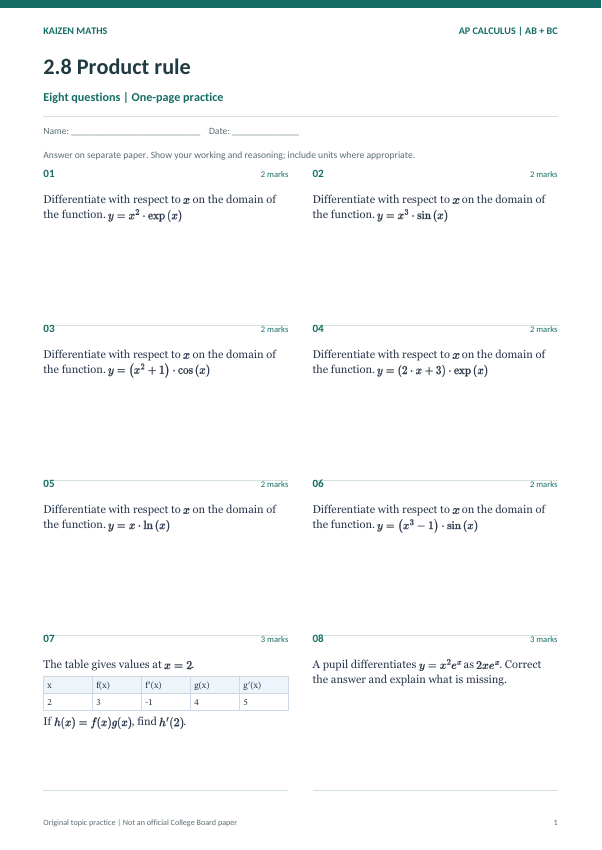 KAIZEN MATHS
AP CALCULUS | AB + BC
2.8 Product rule
Eight questions | One-page practice
Name: ____________________________ Date: ______________
Answer on separate paper. Show your working and reasoning; include units where appropriate.
01 2 marks
Differentiate with respect to x on the domain of
the function. y = x² · exp (x)
02 2 marks
Differentiate with respect to x on the domain of
the function. y = x³ · sin (x)
03 2 marks
Differentiate with respect to x on the domain of
the function. y = (x² + 1) · cos (x)
04 2 marks
Differentiate with respect to x on the domain of
the function. y = (2 · x + 3) · exp (x)
05 2 marks
Differentiate with respect to x on the domain of
the function. y = x · ln (x)
06 2 marks
Differentiate with respect to x on the domain of
the function. y = (x³ − 1) · sin (x)
07 3 marks
The table gives values at x = 2.
x f(x) f′(x) g(x) g′(x)
2 3 -1 4 5
If h(x) = f(x)g(x), find h′(2).
08 3 marks
A pupil differentiates y = x²eˣ as 2xeˣ. Correct
the answer and explain what is missing.
Original topic practice | Not an official College Board paper
1